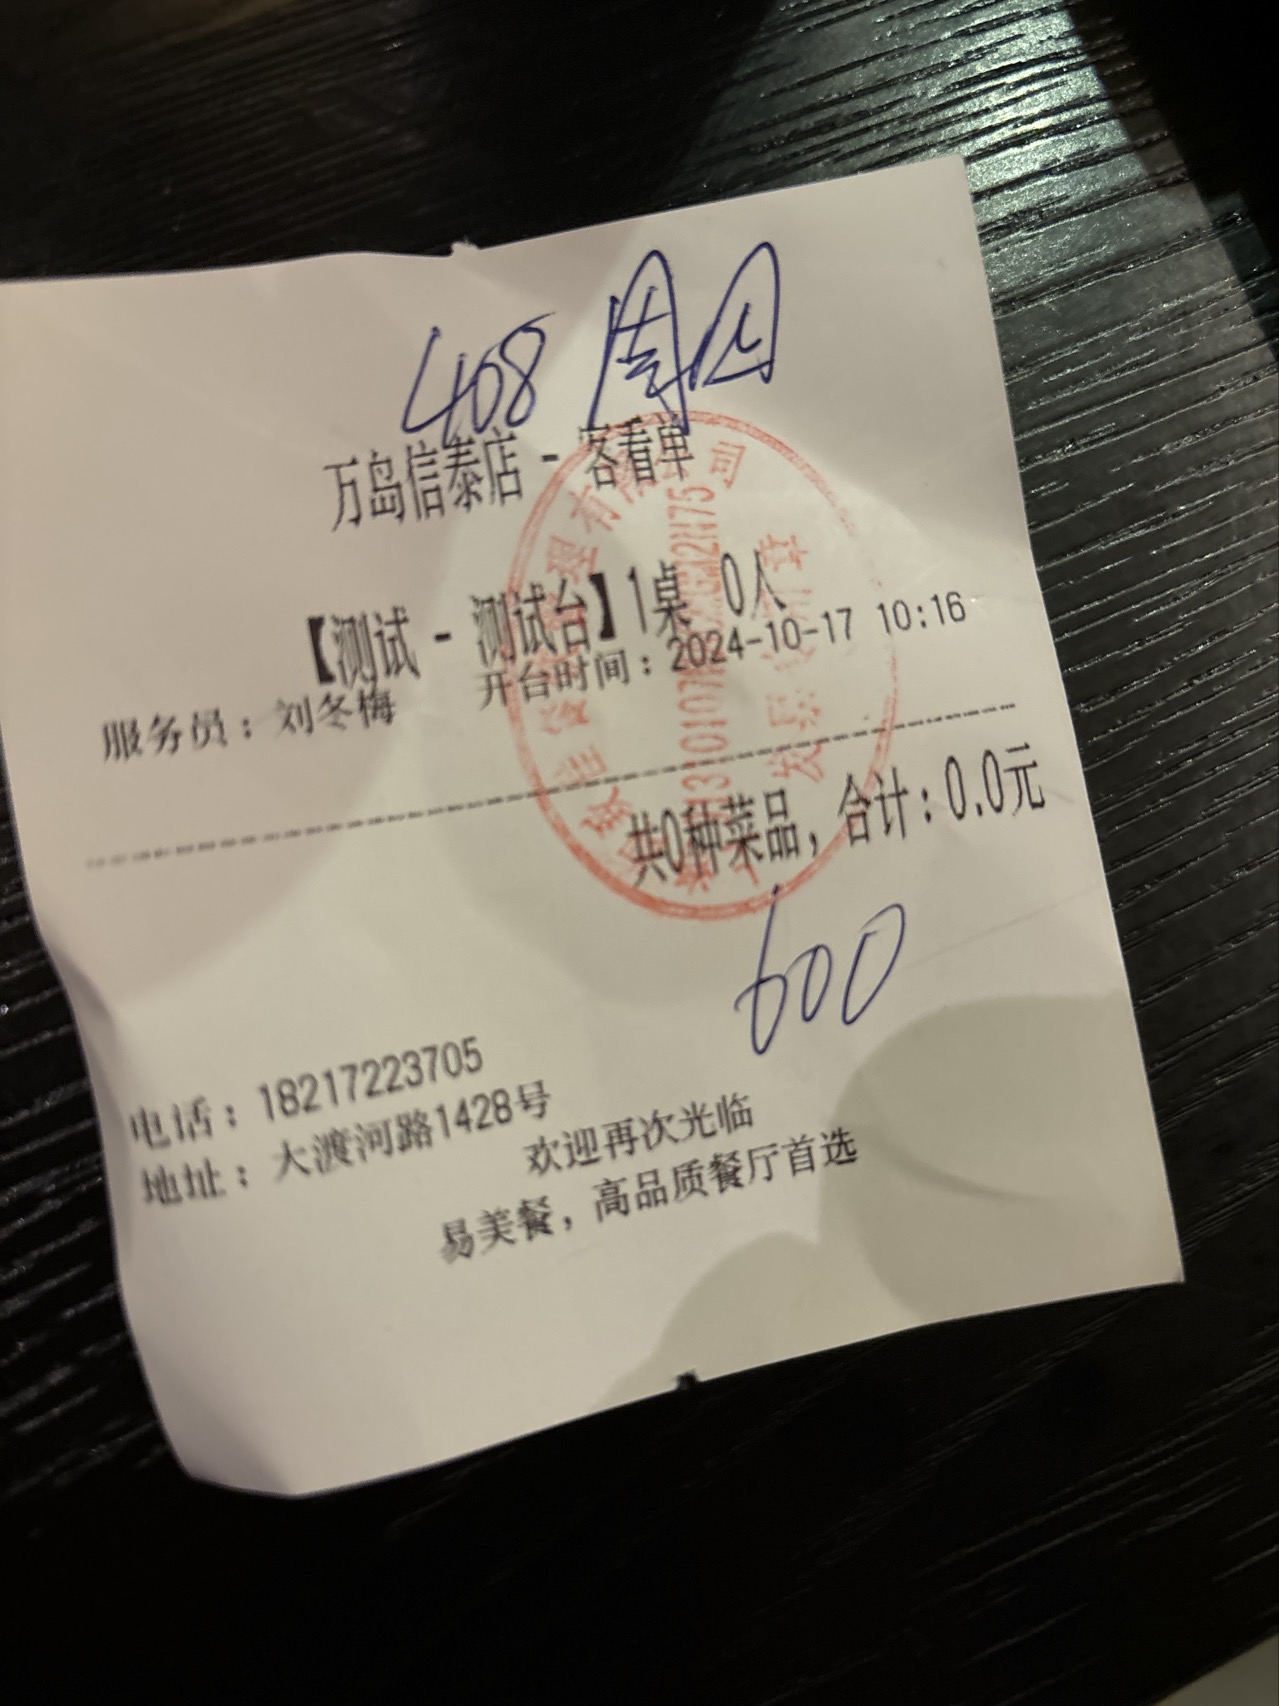 408 周四
万岛信泰店 - 客看单
【测试 - 测试台】1桌 0人
服务员：刘冬梅 开台时间：2024-10-17 10:16
共0种菜品，合计：0.0元
600
电话：18217223705
地址：大渡河路1428号
欢迎再次光临
易美餐，高品质餐厅首选